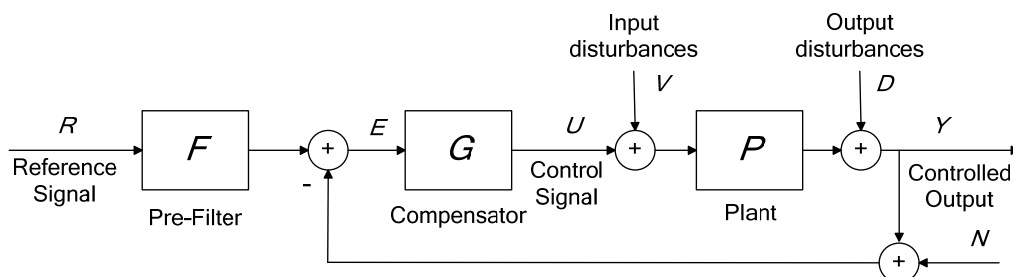 Input
disturbances
Output
disturbances
V
D
R
F
+
E
G
U
+
P
+
Y
Reference
Signal
-
Control
Signal
Controlled
Output
Pre-Filter
Compensator
Plant
+
N